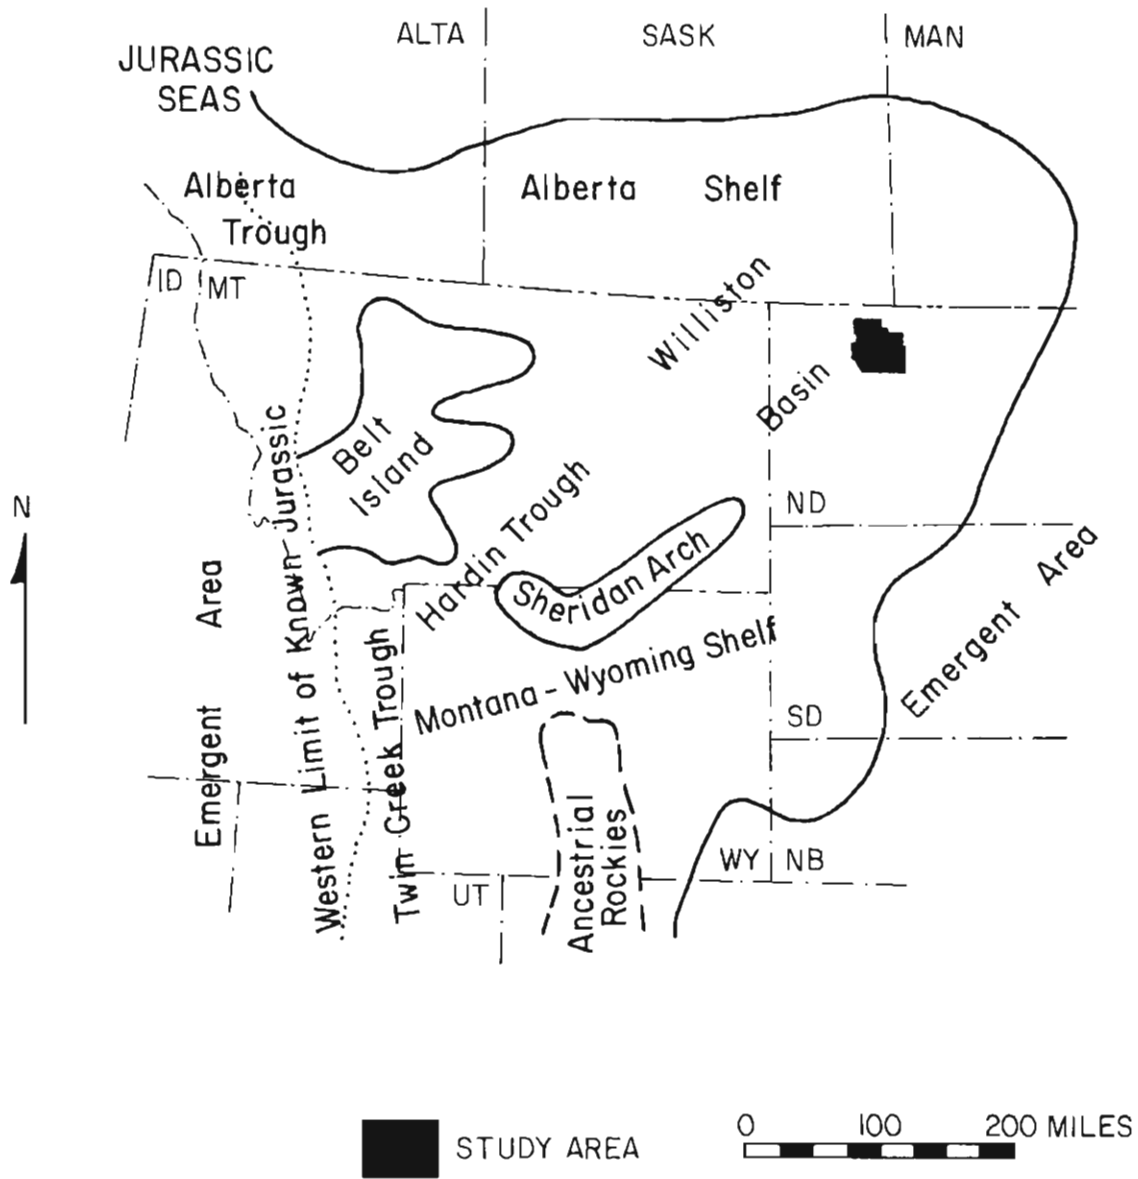 ALTA
SASK
MAN
JURASSIC
SEAS
Alberta
Trough
Alberta Shelf
ID
MT
Williston
Basin
Belt
Island
Hardin Trough
Sheridan Arch
ND
N
Emergent Area
Western Limit of Known Jurassic
Twin Creek Trough
Montana-Wyoming Shelf
Emergent Area
SD
Ancestrial
Rockies
WY
NB
UT
STUDY AREA
0 100 200 MILES